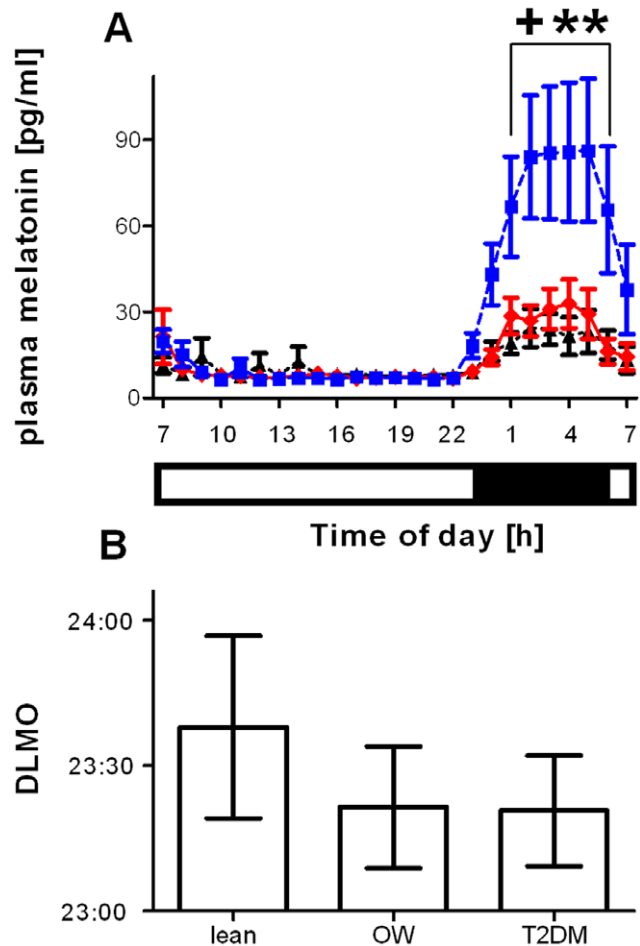 A
+ **
plasma melatonin [pg/ml]
90
60
30
0
7 10 13 16 19 22 1 4 7
Time of day [h]
B
DLMO
24:00
23:30
23:00
lean OW T2DM